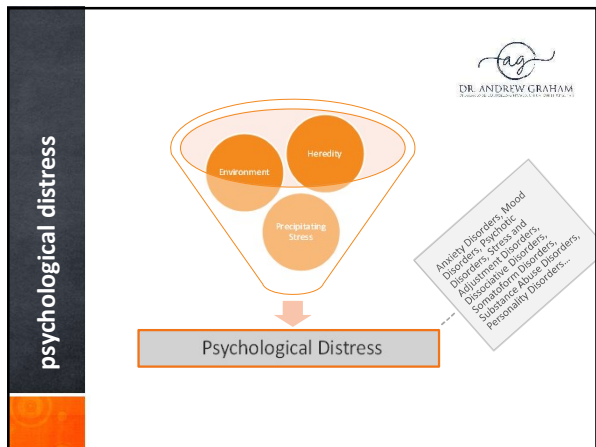 psychological distress
ag
DR. ANDREW GRAHAM
Environment
Heredity
Precipitating
Stress
Psychological Distress
Anxiety Disorders, Mood
Disorders, Psychotic
Disorders, Stress and
Adjustment Disorders,
Dissociative Disorders,
Somatoform Disorders,
Substance Abuse Disorders,
Personality Disorders...